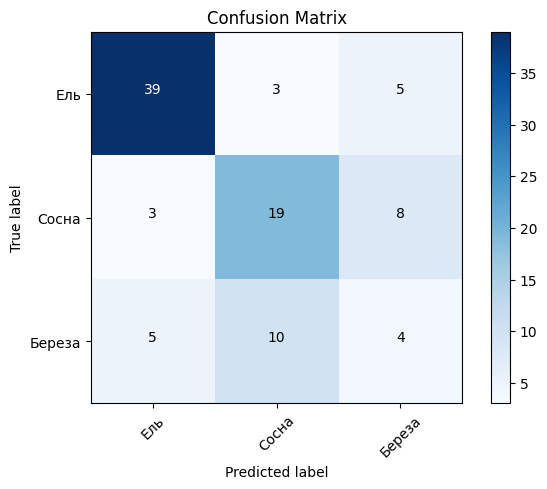 Confusion Matrix
True label
Ель
39 3 5
Сосна
3 19 8
Береза
5 10 4
Ель Сосна Береза
Predicted label
35
30
25
20
15
10
5